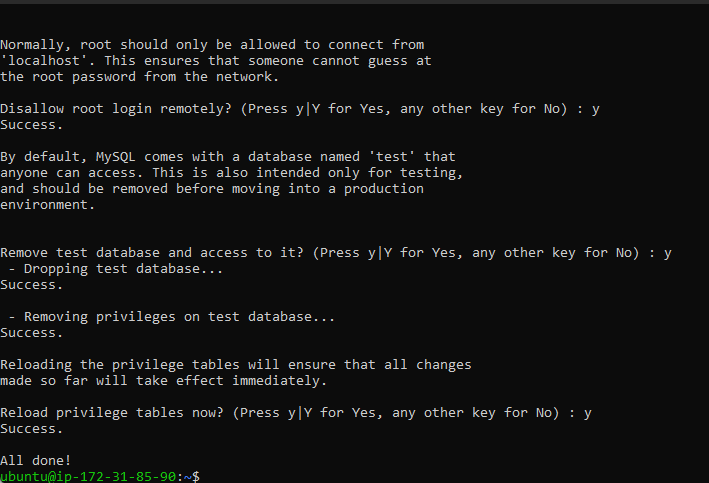 Normally, root should only be allowed to connect from
'localhost'. This ensures that someone cannot guess at
the root password from the network.
Disallow root login remotely? (Press y|Y for Yes, any other key for No) : y
Success.
By default, MySQL comes with a database named 'test' that
anyone can access. This is also intended only for testing,
and should be removed before moving into a production
environment.
Remove test database and access to it? (Press y|Y for Yes, any other key for No) : y
 - Dropping test database...
Success.
 - Removing privileges on test database...
Success.
Reloading the privilege tables will ensure that all changes
made so far will take effect immediately.
Reload privilege tables now? (Press y|Y for Yes, any other key for No) : y
Success.
All done!
ubuntu@ip-172-31-85-90:~$